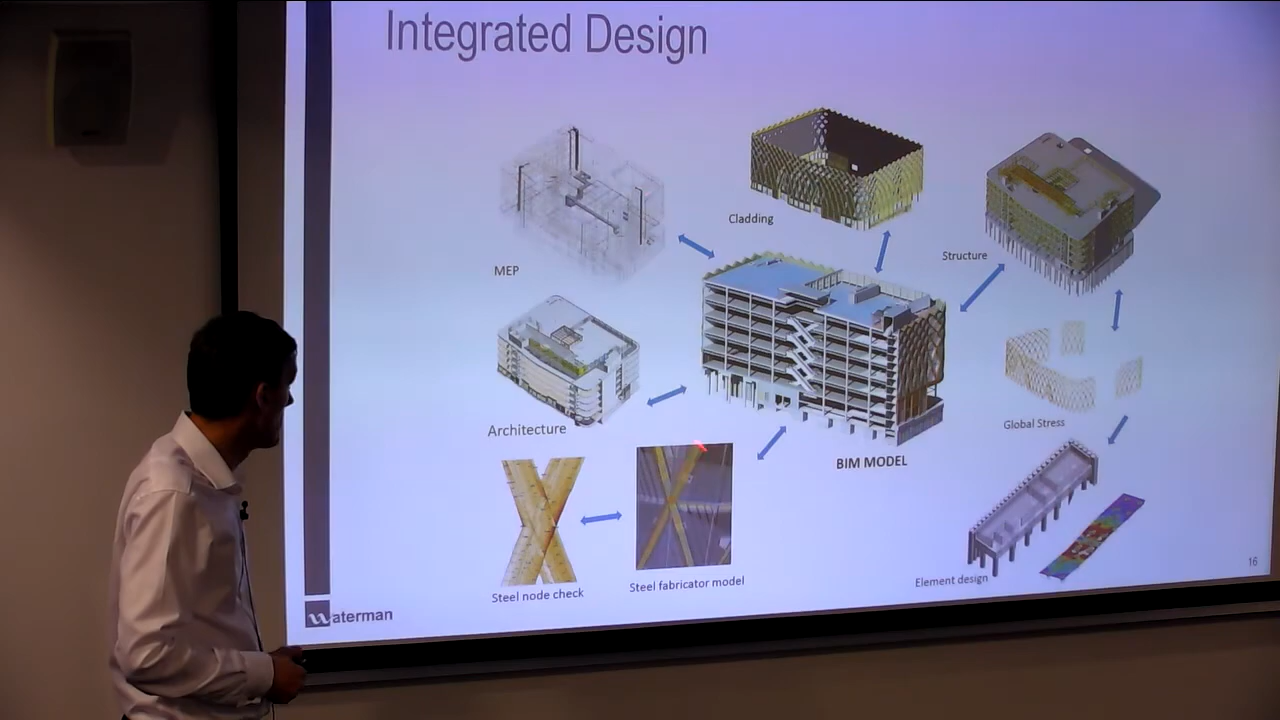 Integrated Design
Cladding
MEP
Structure
Architecture
Global Stress
BIM MODEL
Steel node check
Steel fabricator model
Element design
16
waterman